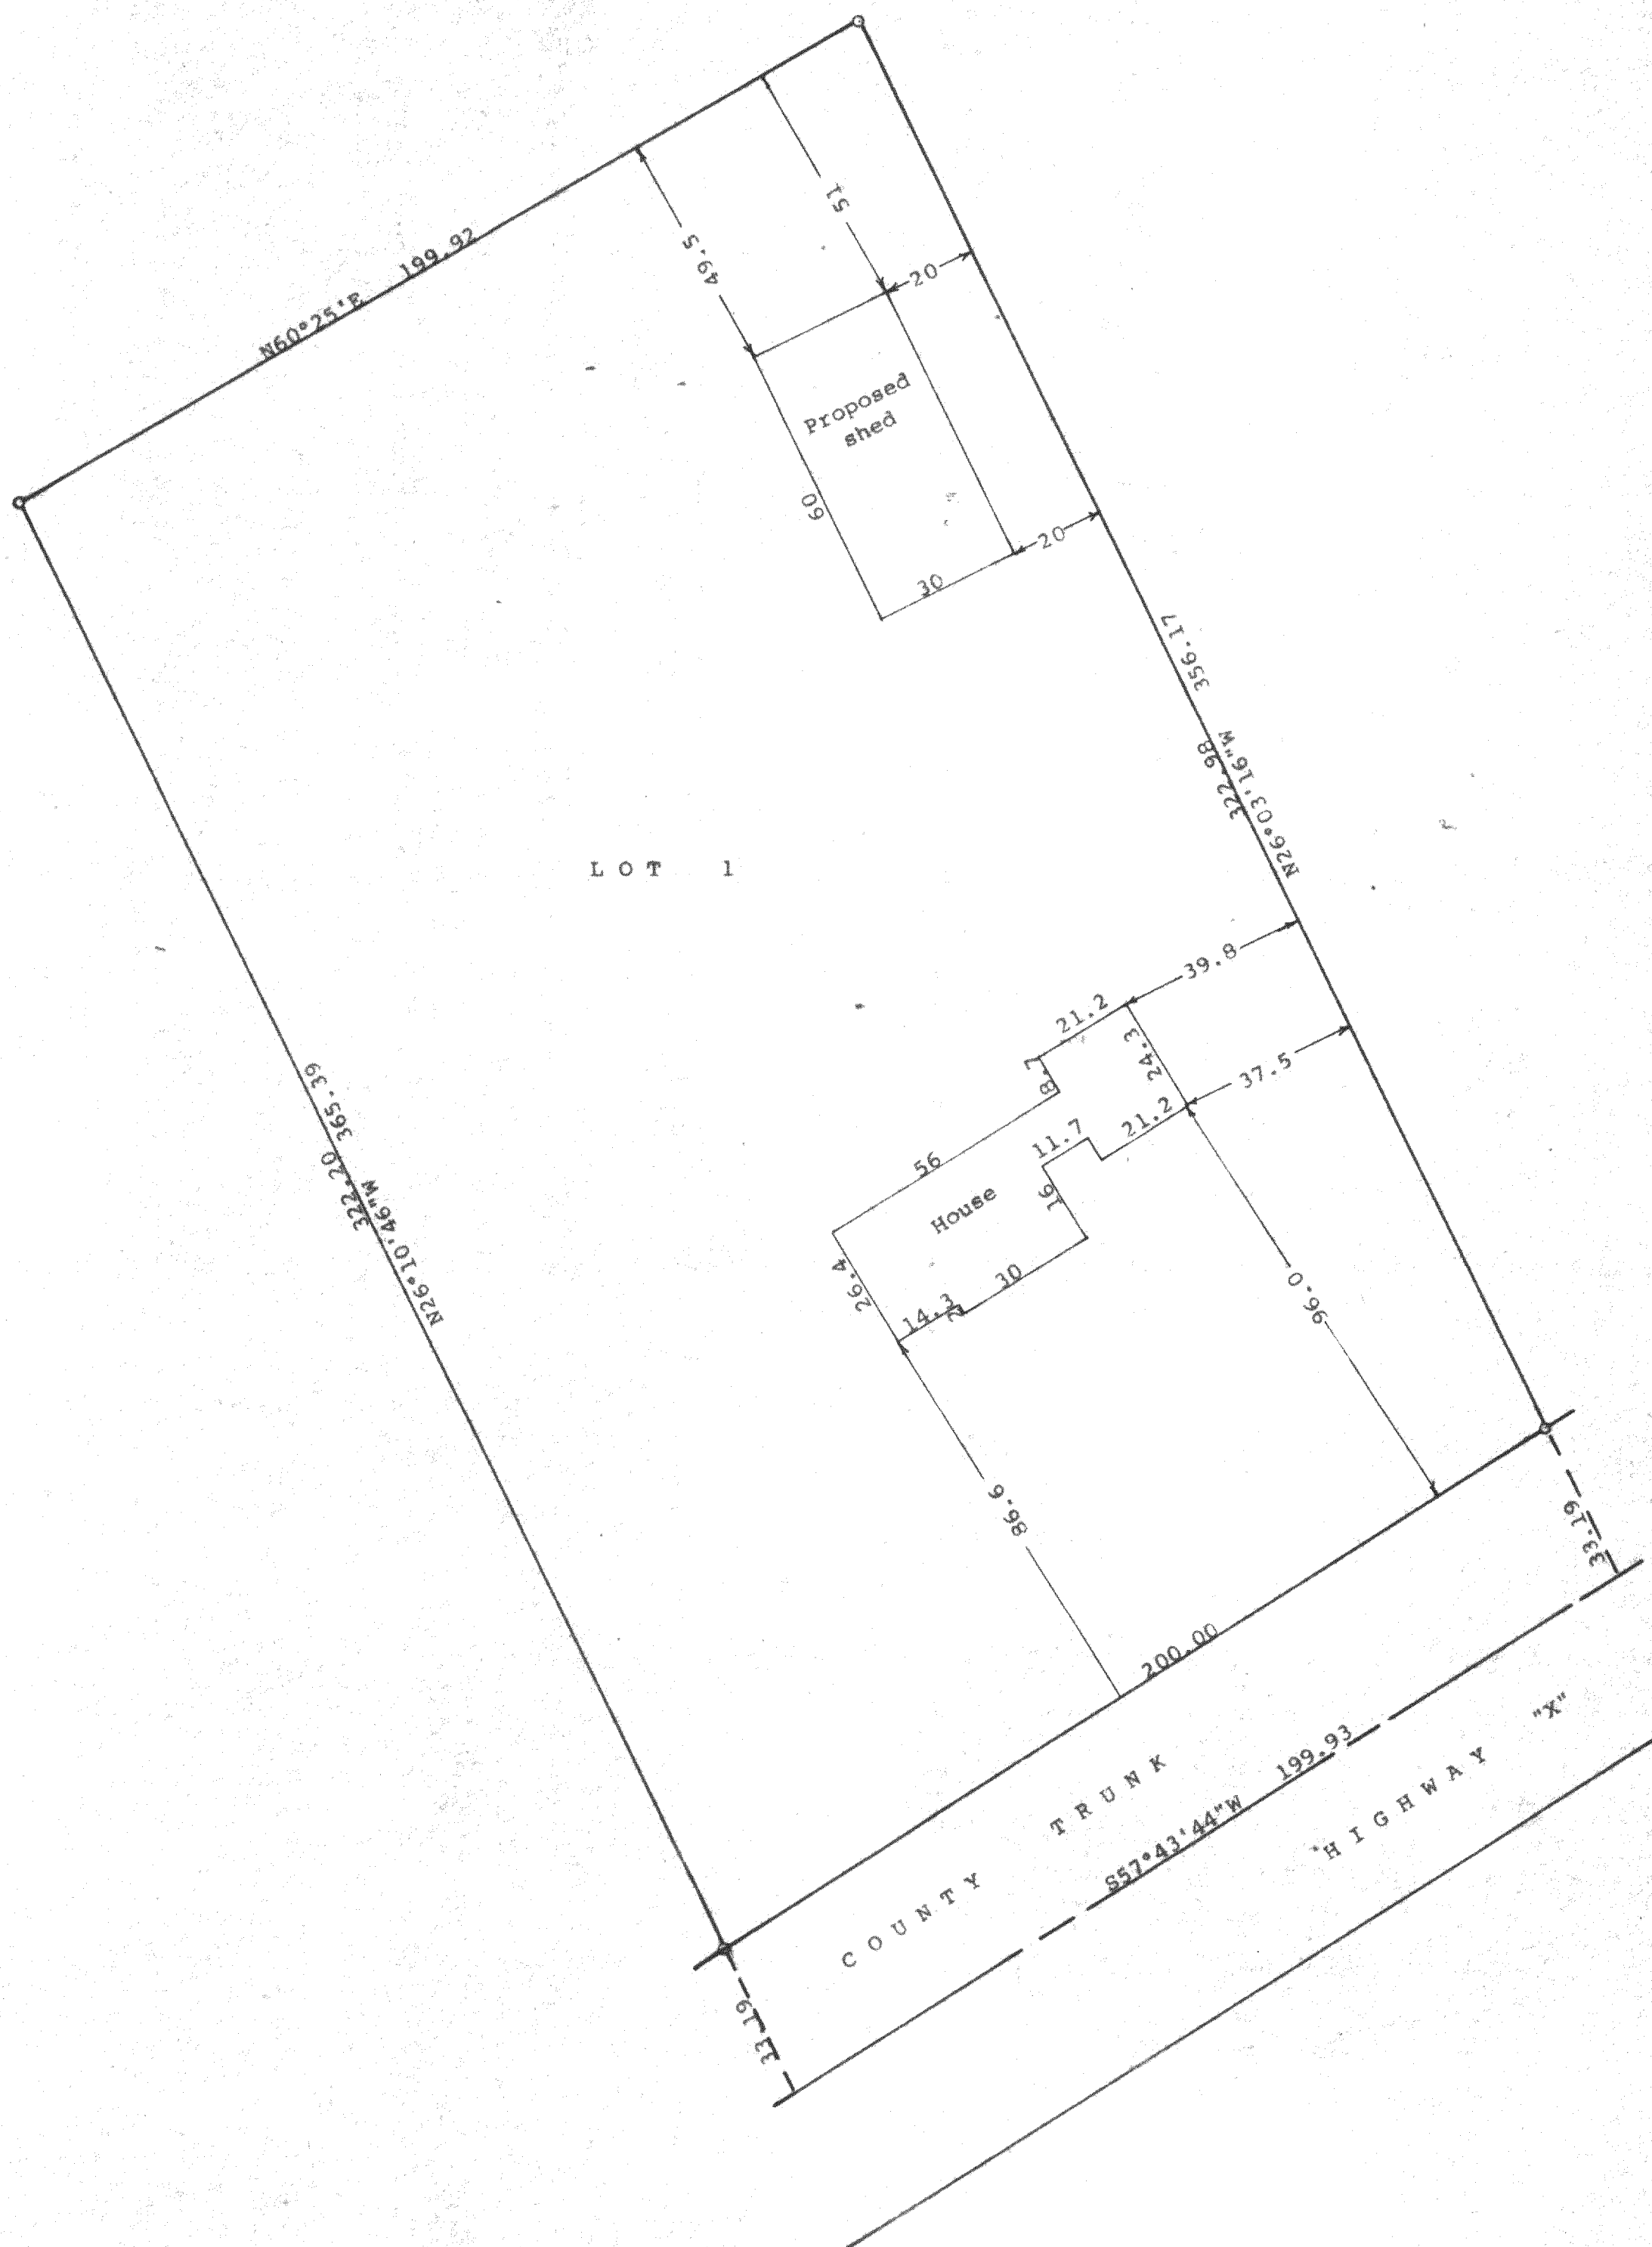 N60°25'E 199.92
51
49.5
20
Proposed
shed
60
20
30
356.17
322.98
N26°03'16"W
LOT 1
39.8
21.2
24.3
8.7
37.5
21.2
11.7
56
16
House
26.4
30
14.3
2
365.39
332.20
N26°10'46"W
96.0
86.6
33.19
200.00
COUNTY TRUNK
HIGHWAY "X"
S57°43'44"W 199.93
33.19